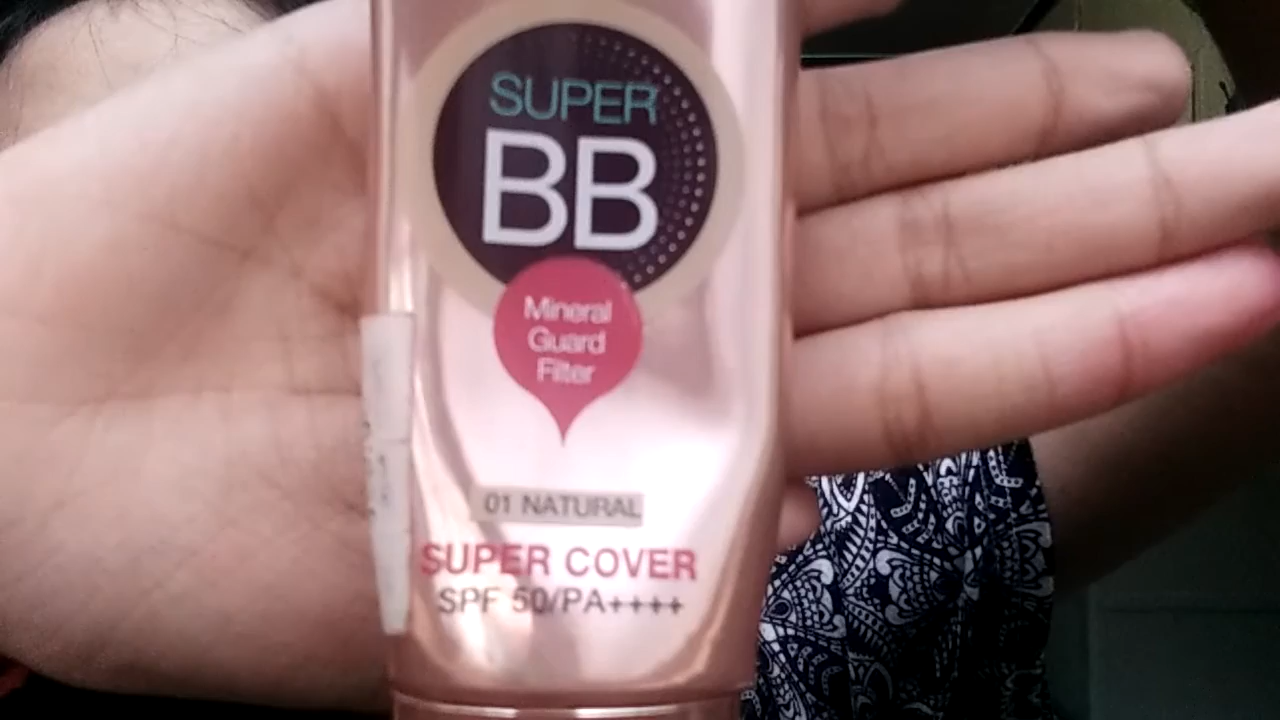 SUPER
BB
Mineral
Guard
Filter
01 NATURAL
SUPER COVER
SPF 50/PA++++